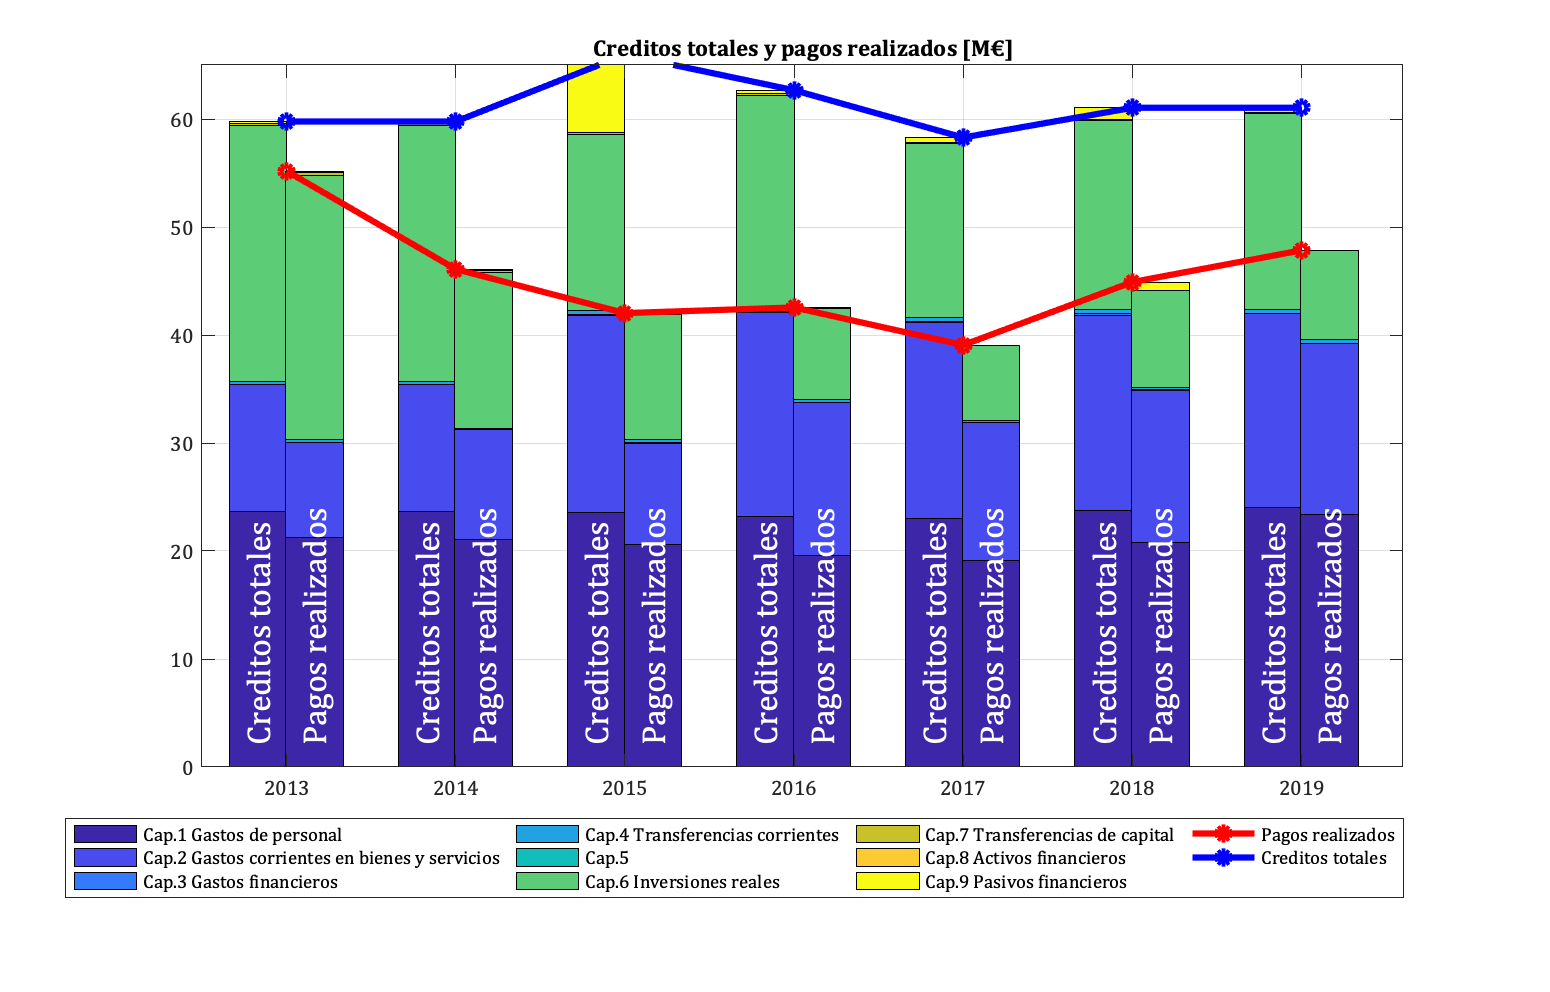 Creditos totales y pagos realizados [M€]
60
50
40
30
20
10
0
Creditos totales
Pagos realizados
Creditos totales
Pagos realizados
Creditos totales
Pagos realizados
Creditos totales
Pagos realizados
Creditos totales
Pagos realizados
Creditos totales
Pagos realizados
Creditos totales
Pagos realizados
2013 2014 2015 2016 2017 2018 2019
Cap.1 Gastos de personal
Cap.2 Gastos corrientes en bienes y servicios
Cap.3 Gastos financieros
Cap.4 Transferencias corrientes
Cap.5
Cap.6 Inversiones reales
Cap.7 Transferencias de capital
Cap.8 Activos financieros
Cap.9 Pasivos financieros
Pagos realizados
Creditos totales